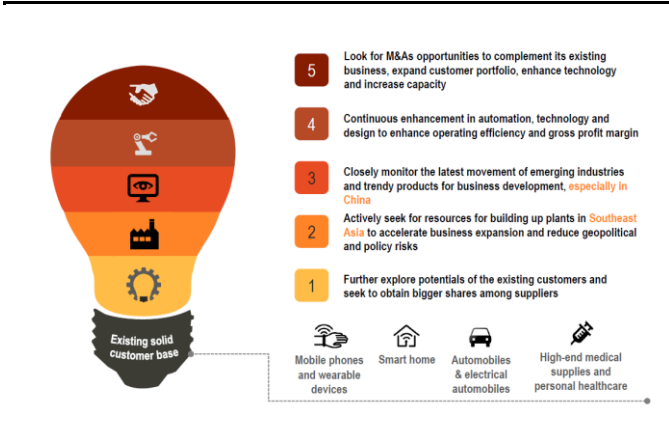 5
Look for M&As opportunities to complement its existing
business, expand customer portfolio, enhance technology
and increase capacity
4
Continuous enhancement in automation, technology and
design to enhance operating efficiency and gross profit margin
3
Closely monitor the latest movement of emerging industries
and trendy products for business development, especially in
China
2
Actively seek for resources for building up plants in Southeast
Asia to accelerate business expansion and reduce geopolitical
and policy risks
1
Further explore potentials of the existing customers and
seek to obtain bigger shares among suppliers
Existing solid
customer base
Mobile phones
and wearable
devices
Smart home
Automobiles
& electrical
automobiles
High-end medical
supplies and
personal healthcare